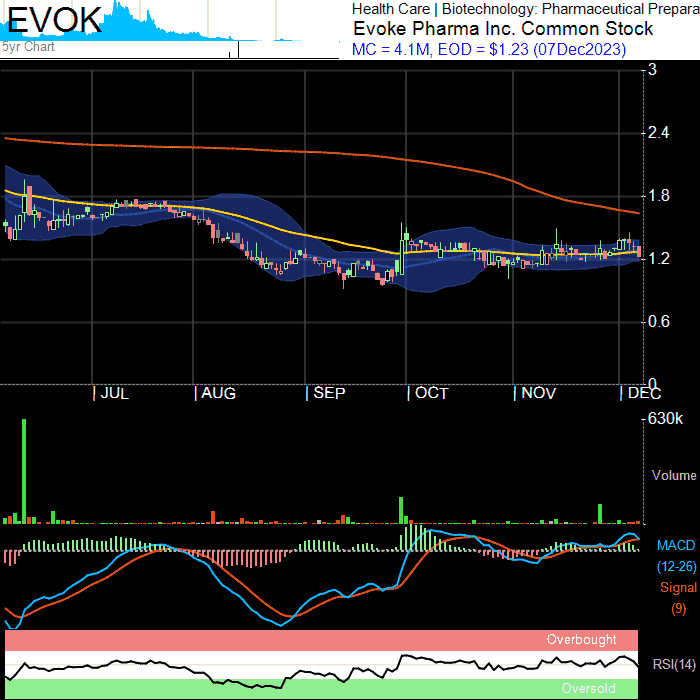 EVOK
5yr Chart
Health Care | Biotechnology: Pharmaceutical Prepara
Evoke Pharma Inc. Common Stock
MC = 4.1M, EOD = $1.23 (07Dec2023)
3
2.4
1.8
1.2
0.6
0
JUL AUG SEP OCT NOV DEC
630k
Volume
MACD
(12-26)
Signal
(9)
Overbought
RSI(14)
Oversold